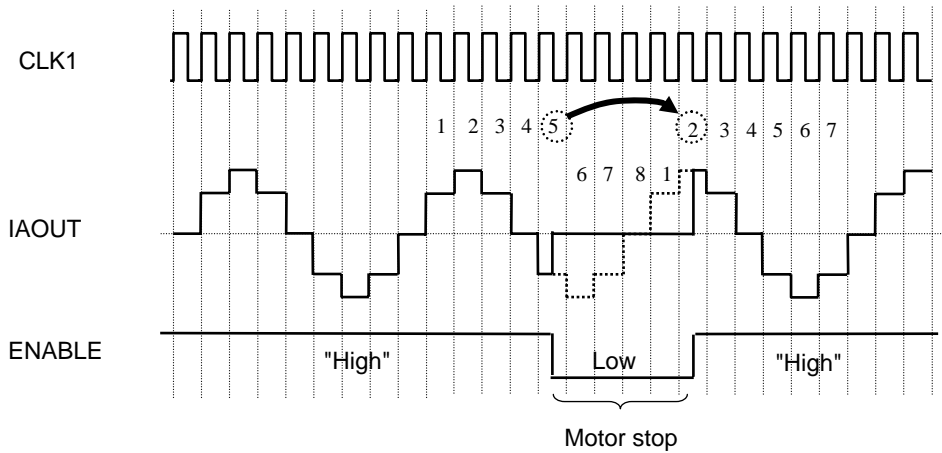 CLK1
1 2 3 4 5 2 3 4 5 6 7
6 7 8 1
IAOUT
ENABLE
"High" Low "High"
Motor stop